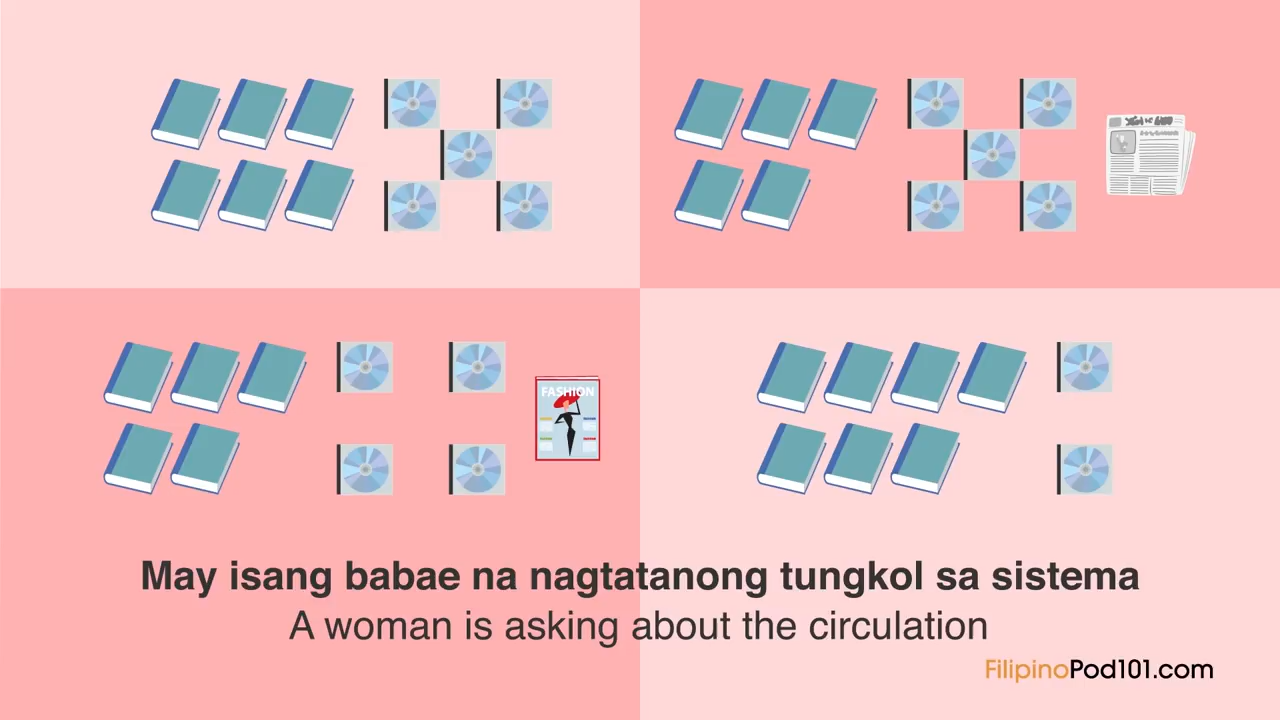 FASHION
May isang babae na nagtatanong tungkol sa sistema
A woman is asking about the circulation
FilipinoPod101.com